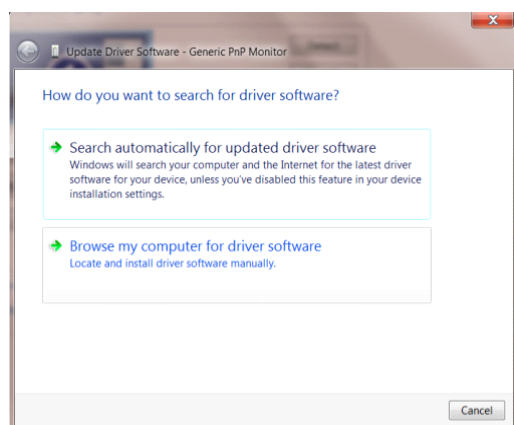 Update Driver Software - Generic PnP Monitor
How do you want to search for driver software?
Search automatically for updated driver software
Windows will search your computer and the Internet for the latest driver
software for your device, unless you've disabled this feature in your device
installation settings.
Browse my computer for driver software
Locate and install driver software manually.
Cancel